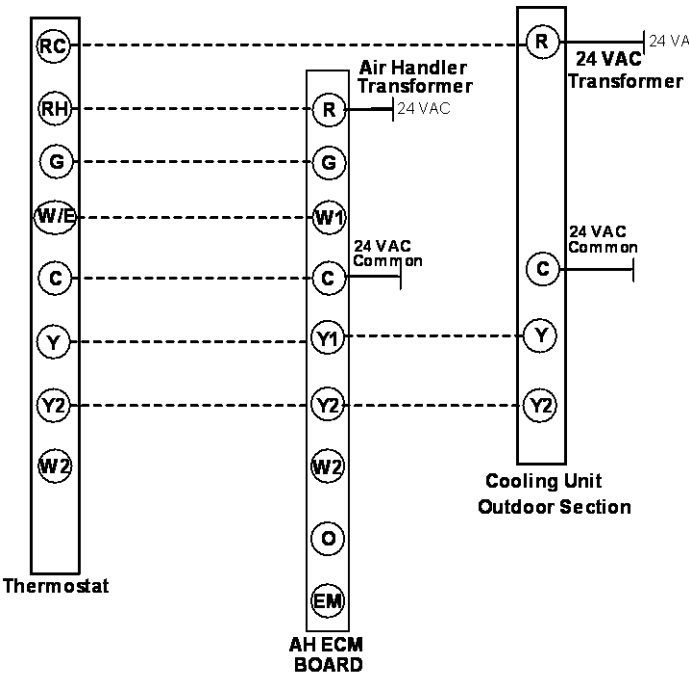 RC
R
24 VA
24 VAC
Transformer
Air Handler
Transformer
RH
R
24 VAC
G
G
W/E
W1
24 VAC
Common
24 VAC
Common
C
C
C
Y
Y1
Y
Y2
Y2
Y2
W2
W2
Cooling Unit
Outdoor Section
O
Thermostat
EM
AH ECM
BOARD